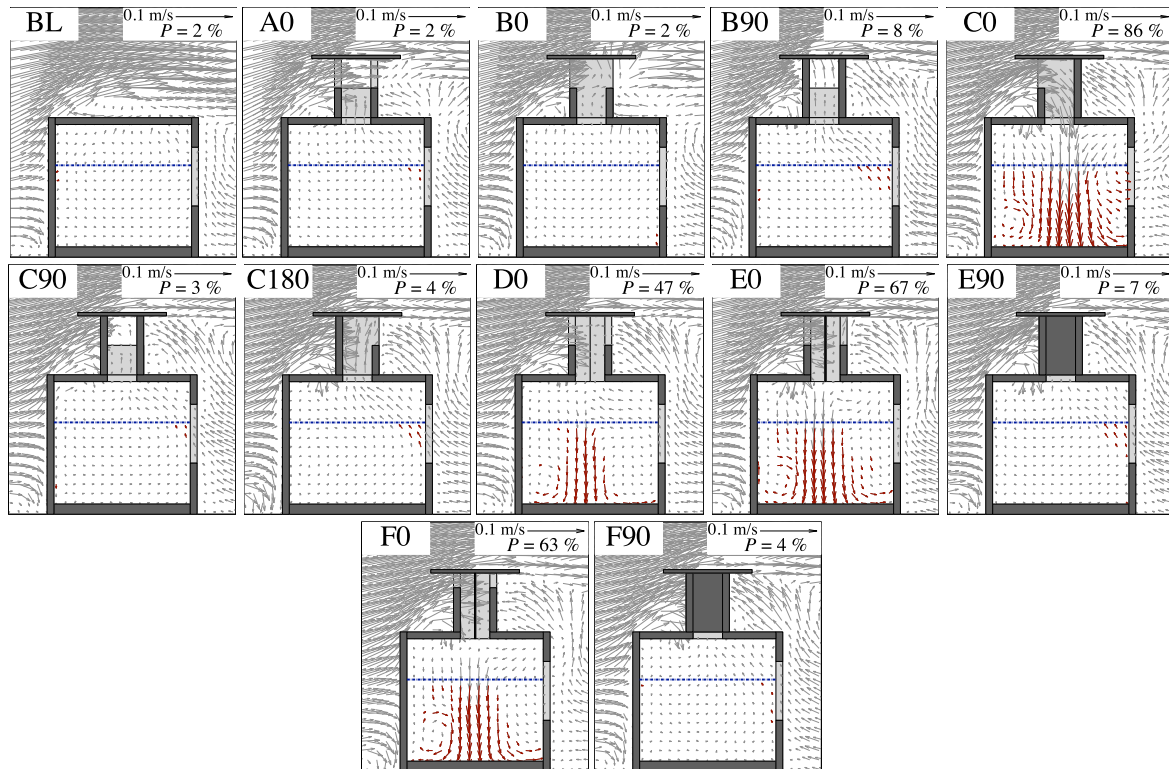 BL 0.1 m/s
P = 2 %
A0 0.1 m/s
P = 2 %
B0 0.1 m/s
P = 2 %
B90 0.1 m/s
P = 8 %
C0 0.1 m/s
P = 86 %
C90 0.1 m/s
P = 3 %
C180 0.1 m/s
P = 4 %
D0 0.1 m/s
P = 47 %
E0 0.1 m/s
P = 67 %
E90 0.1 m/s
P = 7 %
F0 0.1 m/s
P = 63 %
F90 0.1 m/s
P = 4 %